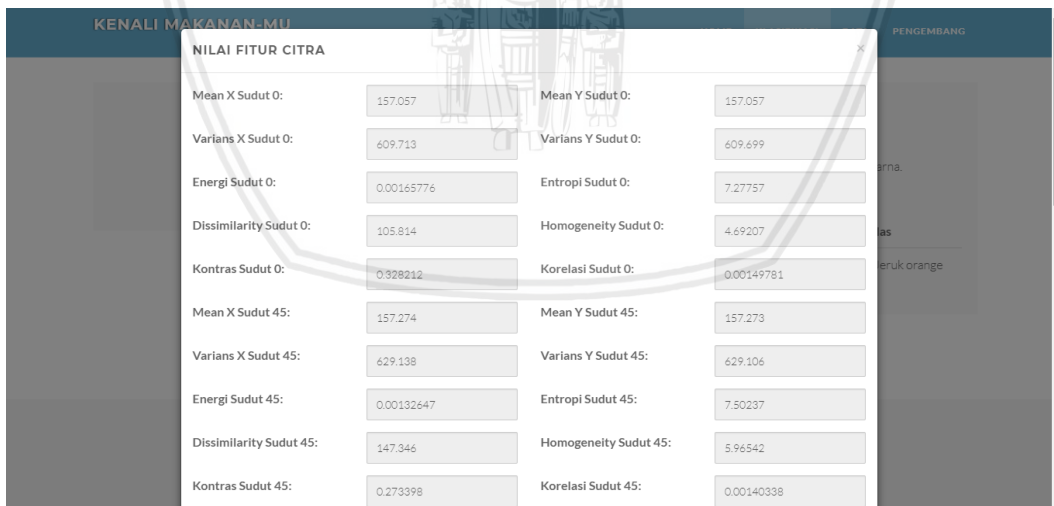 KENALI MAKANAN-MU
PENGEMBANG
NILAI FITUR CITRA ×
Mean X Sudut 0: 157.057 Mean Y Sudut 0: 157.057
Varians X Sudut 0: 609.713 Varians Y Sudut 0: 609.699
Energi Sudut 0: 0.00165776 Entropi Sudut 0: 7.27757
Dissimilarity Sudut 0: 105.814 Homogeneity Sudut 0: 4.69207
Kontras Sudut 0: 0.328212 Korelasi Sudut 0: 0.00149781
Mean X Sudut 45: 157.274 Mean Y Sudut 45: 157.273
Varians X Sudut 45: 629.138 Varians Y Sudut 45: 629.106
Energi Sudut 45: 0.00132647 Entropi Sudut 45: 7.50237
Dissimilarity Sudut 45: 147.346 Homogeneity Sudut 45: 5.96542
Kontras Sudut 45: 0.273398 Korelasi Sudut 45: 0.00140338
arna.
las
Jeruk orange